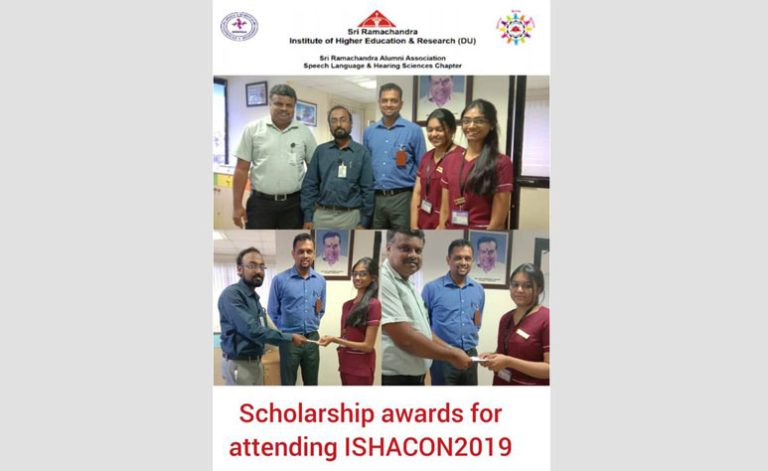 Sri Ramachandra
Institute of Higher Education & Research (DU)
Sri Ramachandra Alumni Association
Speech Language & Hearing Sciences Chapter
Scholarship awards for
attending ISHACON2019